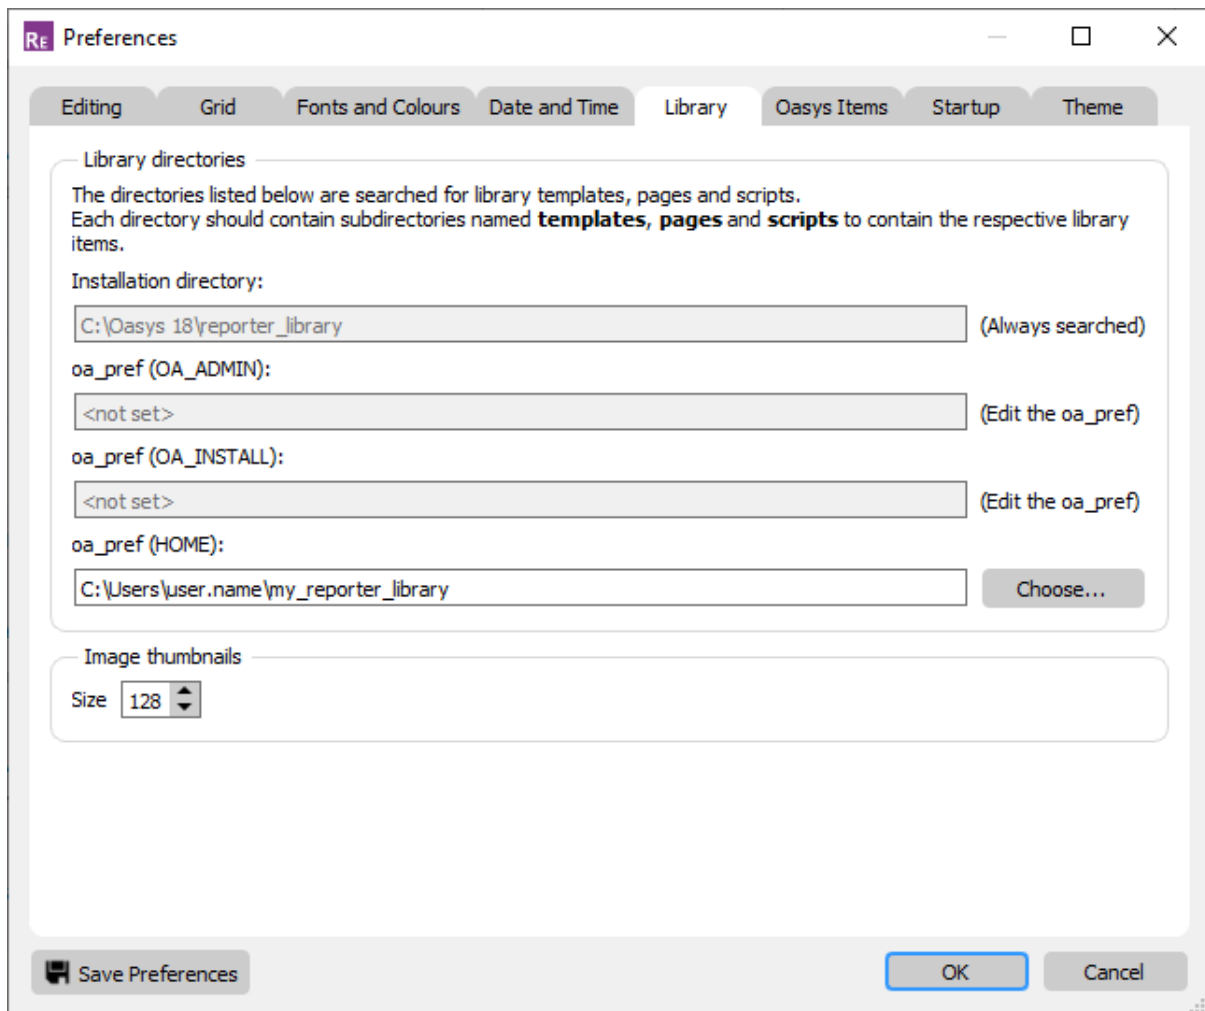 RE Preferences
Editing Grid Fonts and Colours Date and Time Library Oasys Items Startup Theme
Library directories
The directories listed below are searched for library templates, pages and scripts.
Each directory should contain subdirectories named templates, pages and scripts to contain the respective library
items.
Installation directory:
C:\Oasys 18\reporter_library (Always searched)
oa_pref (OA_ADMIN):
<not set> (Edit the oa_pref)
oa_pref (OA_INSTALL):
<not set> (Edit the oa_pref)
oa_pref (HOME):
C:\Users\user.name\my_reporter_library Choose...
Image thumbnails
Size 128
Save Preferences OK Cancel